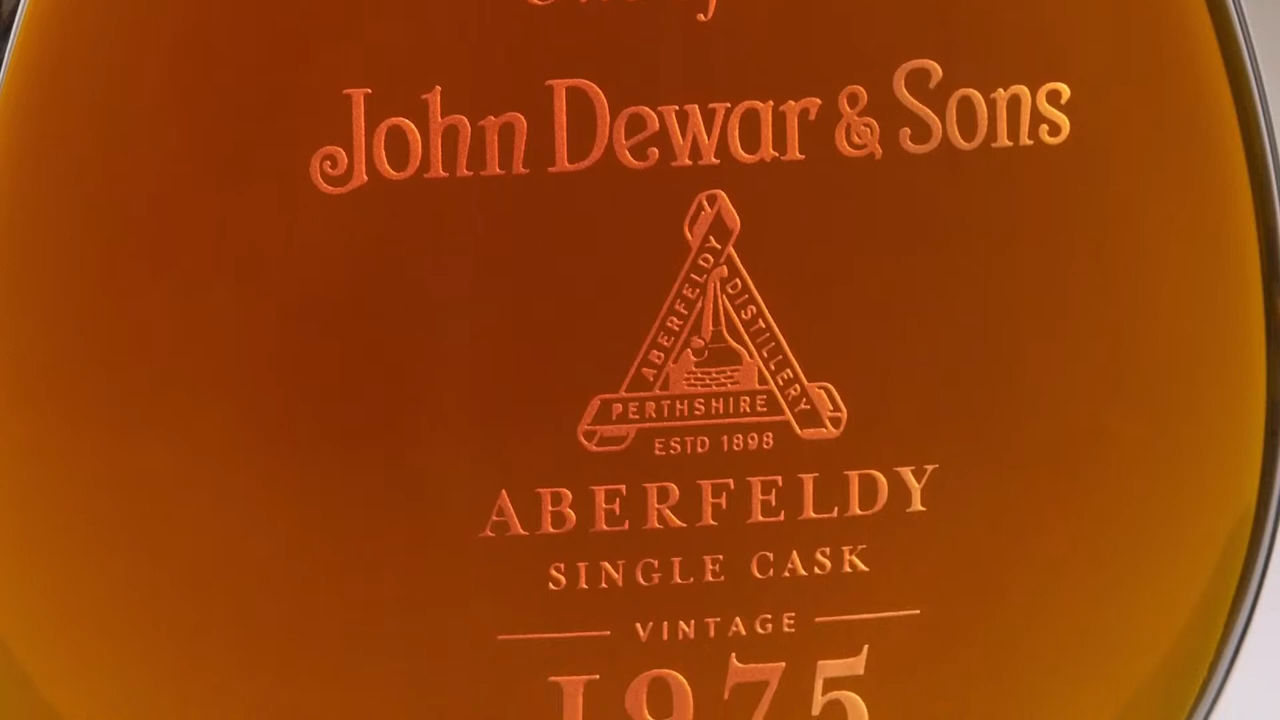 John Dewar & Sons
ABERFELDY
DISTILLERY
PERTHSHIRE
ESTD 1898
ABERFELDY
SINGLE CASK
VINTAGE
1975